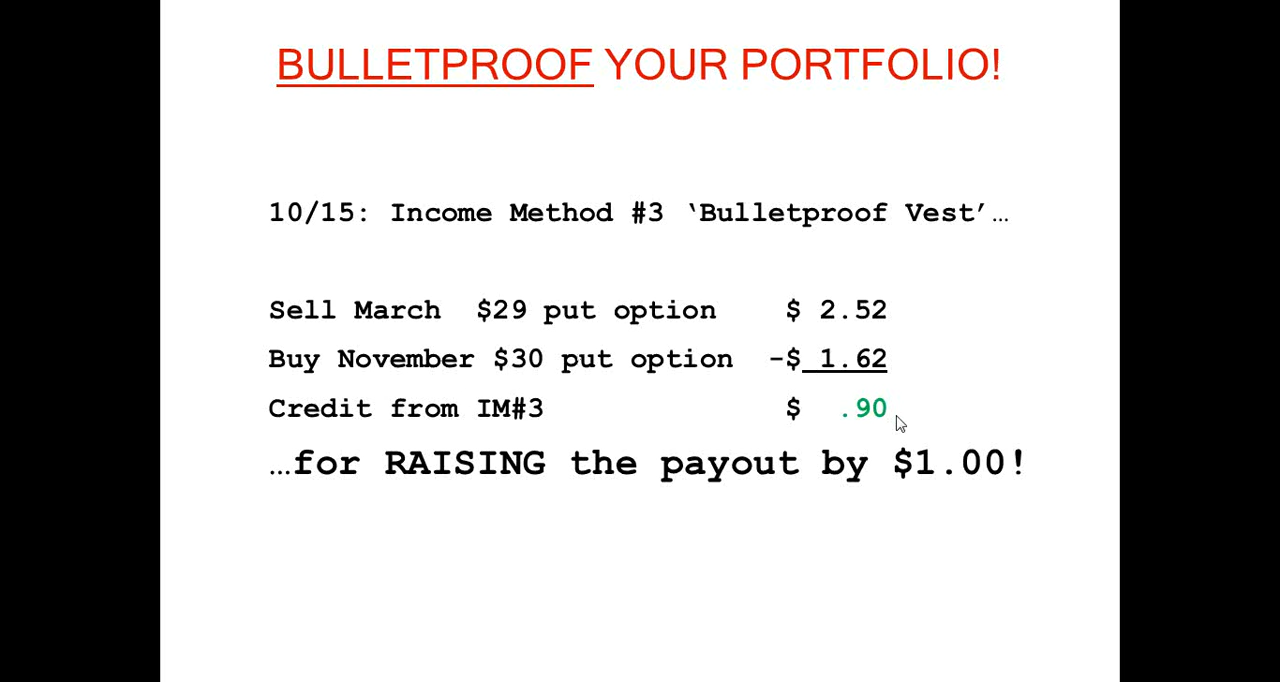 BULLETPROOF YOUR PORTFOLIO!
10/15: Income Method #3 ‘Bulletproof Vest’…
Sell March $29 put option $ 2.52
Buy November $30 put option -$ 1.62
Credit from IM#3 $ .90
…for RAISING the payout by $1.00!